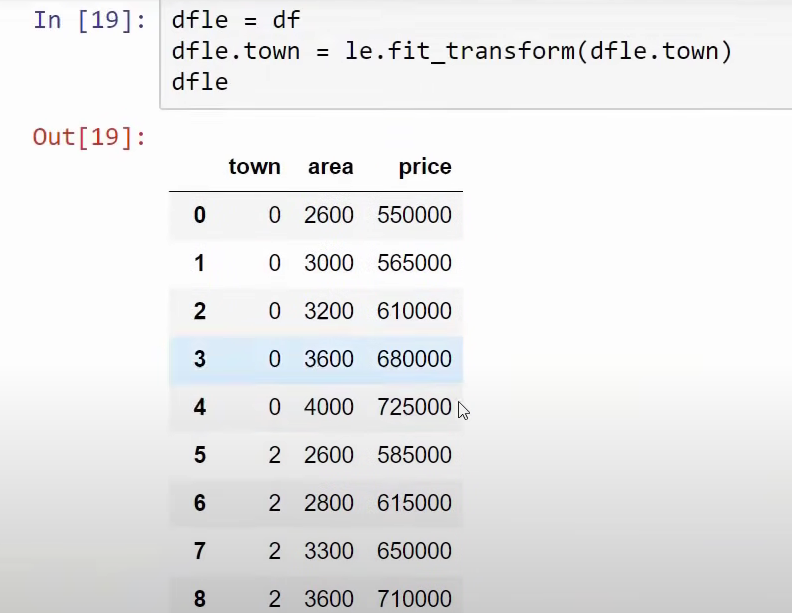 In [19]: dfle = df
dfle.town = le.fit_transform(dfle.town)
dfle
Out[19]:
town area price
0 0 2600 550000
1 0 3000 565000
2 0 3200 610000
3 0 3600 680000
4 0 4000 725000
5 2 2600 585000
6 2 2800 615000
7 2 3300 650000
8 2 3600 710000